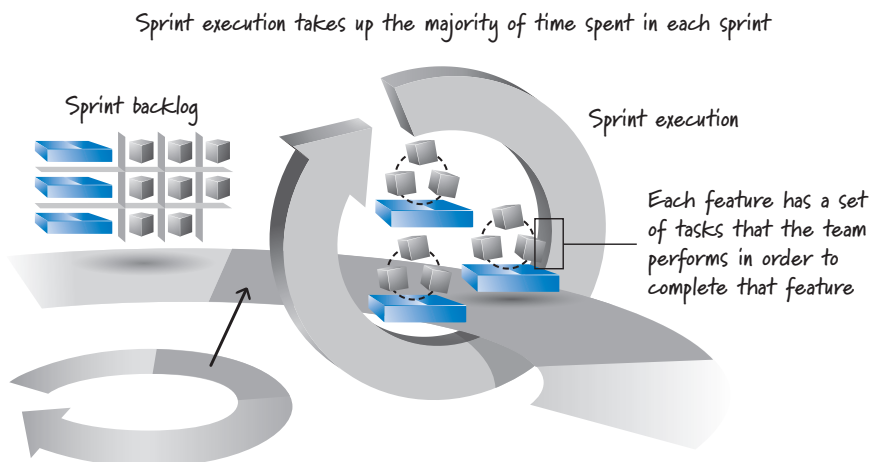 Sprint execution takes up the majority of time spent in each sprint
Sprint backlog
Sprint execution
Each feature has a set
of tasks that the team
performs in order to
complete that feature